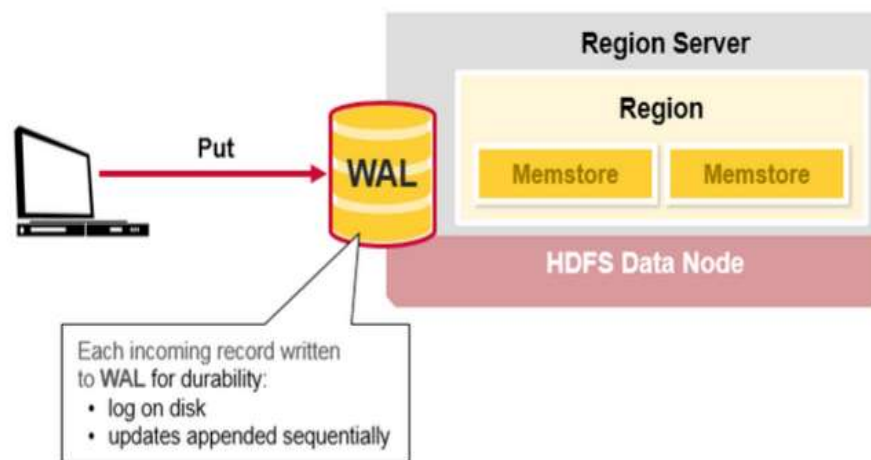 Region Server
Region
Put
WAL
Memstore
Memstore
HDFS Data Node
Each incoming record written
to WAL for durability:
• log on disk
• updates appended sequentially